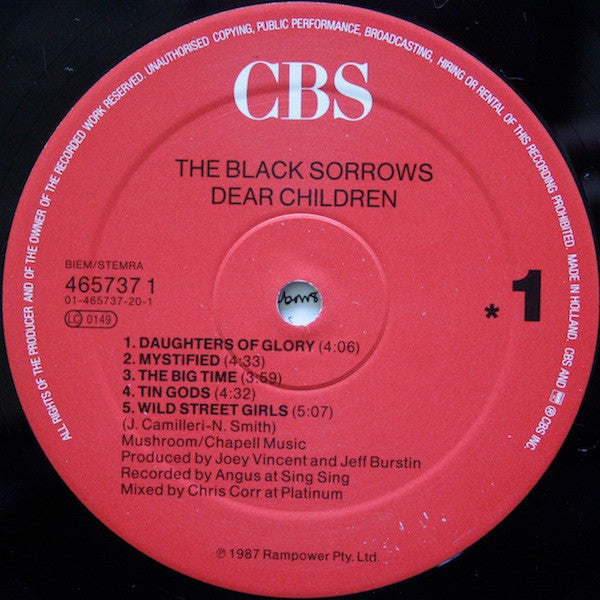 ALL RIGHTS OF THE PRODUCER AND OF THE OWNER OF THE RECORDED WORK RESERVED. UNAUTHORISED COPYING, PUBLIC PERFORMANCE, BROADCASTING, HIRING OR RENTAL OF THIS RECORDING PROHIBITED. MADE IN HOLLAND. CBS AND ℗ CBS INC.
CBS
THE BLACK SORROWS
DEAR CHILDREN
BIEM/STEMRA
465737 1
01-465737-20-1
LC 0149
* 1
1. DAUGHTERS OF GLORY (4:06)
2. MYSTIFIED (4:33)
3. THE BIG TIME (3:59)
4. TIN GODS (4:32)
5. WILD STREET GIRLS (5:07)
(J. Camilleri-N. Smith)
Mushroom/Chapell Music
Produced by Joey Vincent and Jeff Burstin
Recorded by Angus at Sing Sing
Mixed by Chris Corr at Platinum
℗ 1987 Rampower Pty. Ltd.